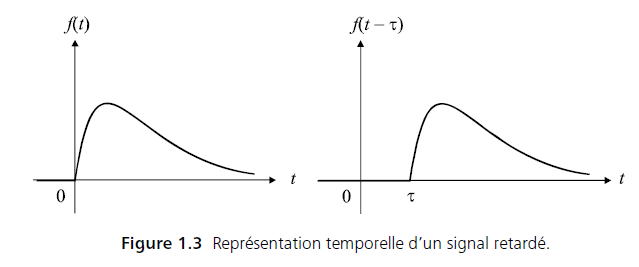 f(t)
f(t – τ)
0
t
0
τ
t
Figure 1.3 Représentation temporelle d'un signal retardé.